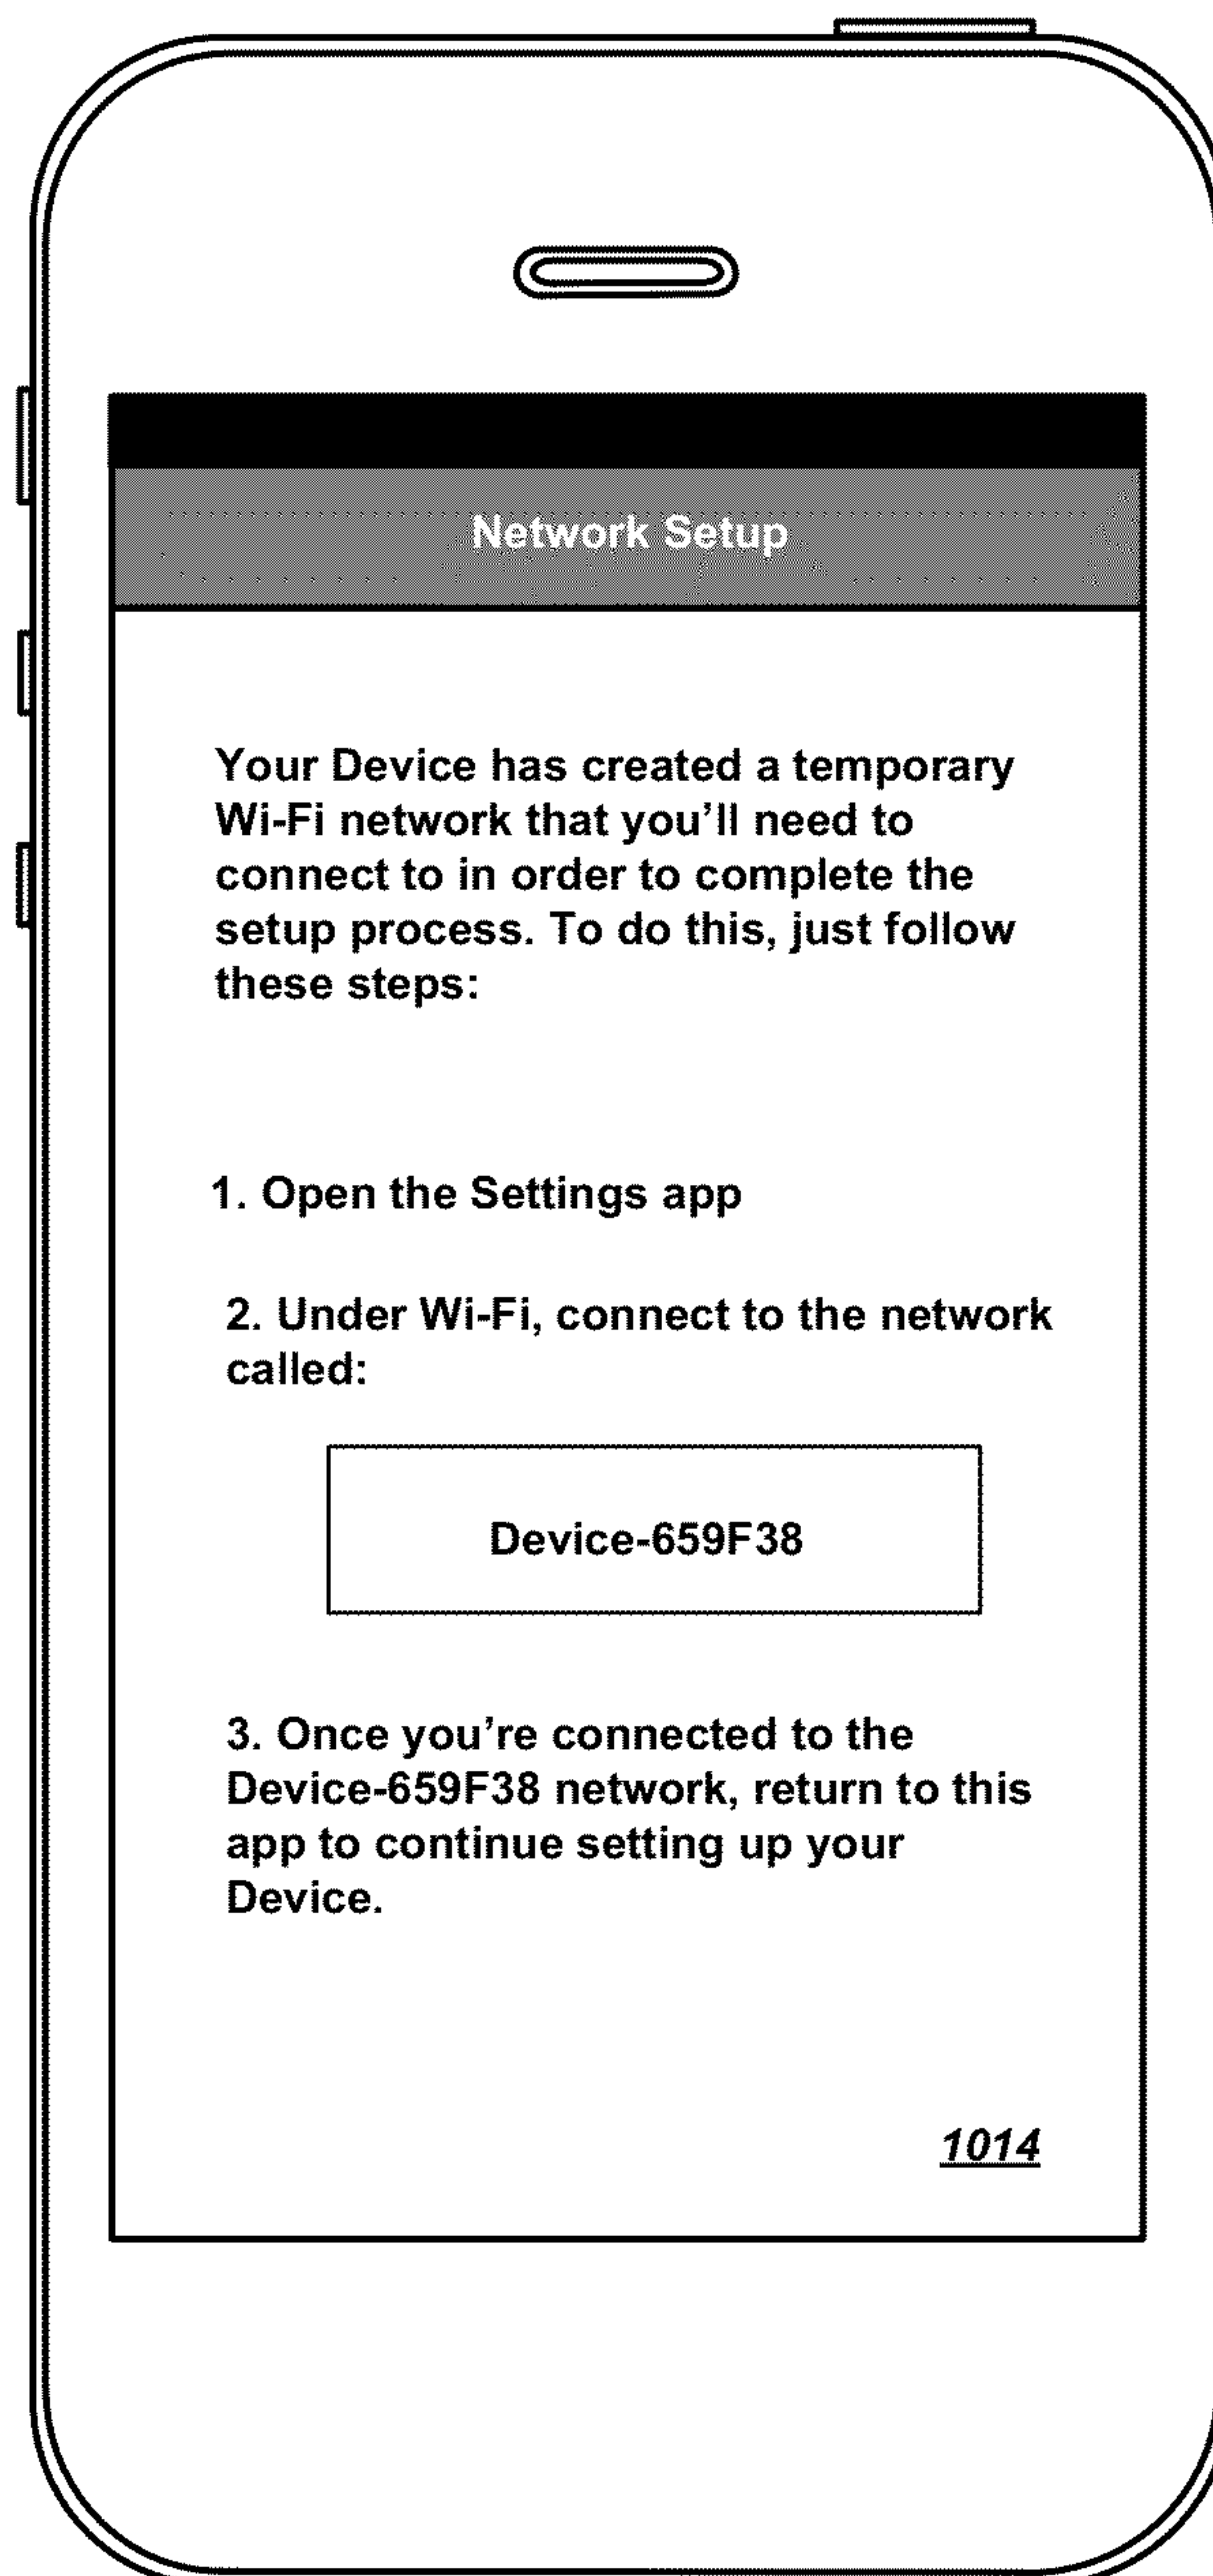 Network Setup
Your Device has created a temporary
Wi-Fi network that you’ll need to
connect to in order to complete the
setup process. To do this, just follow
these steps:
1. Open the Settings app
2. Under Wi-Fi, connect to the network
called:
Device-659F38
3. Once you’re connected to the
Device-659F38 network, return to this
app to continue setting up your
Device.
1014